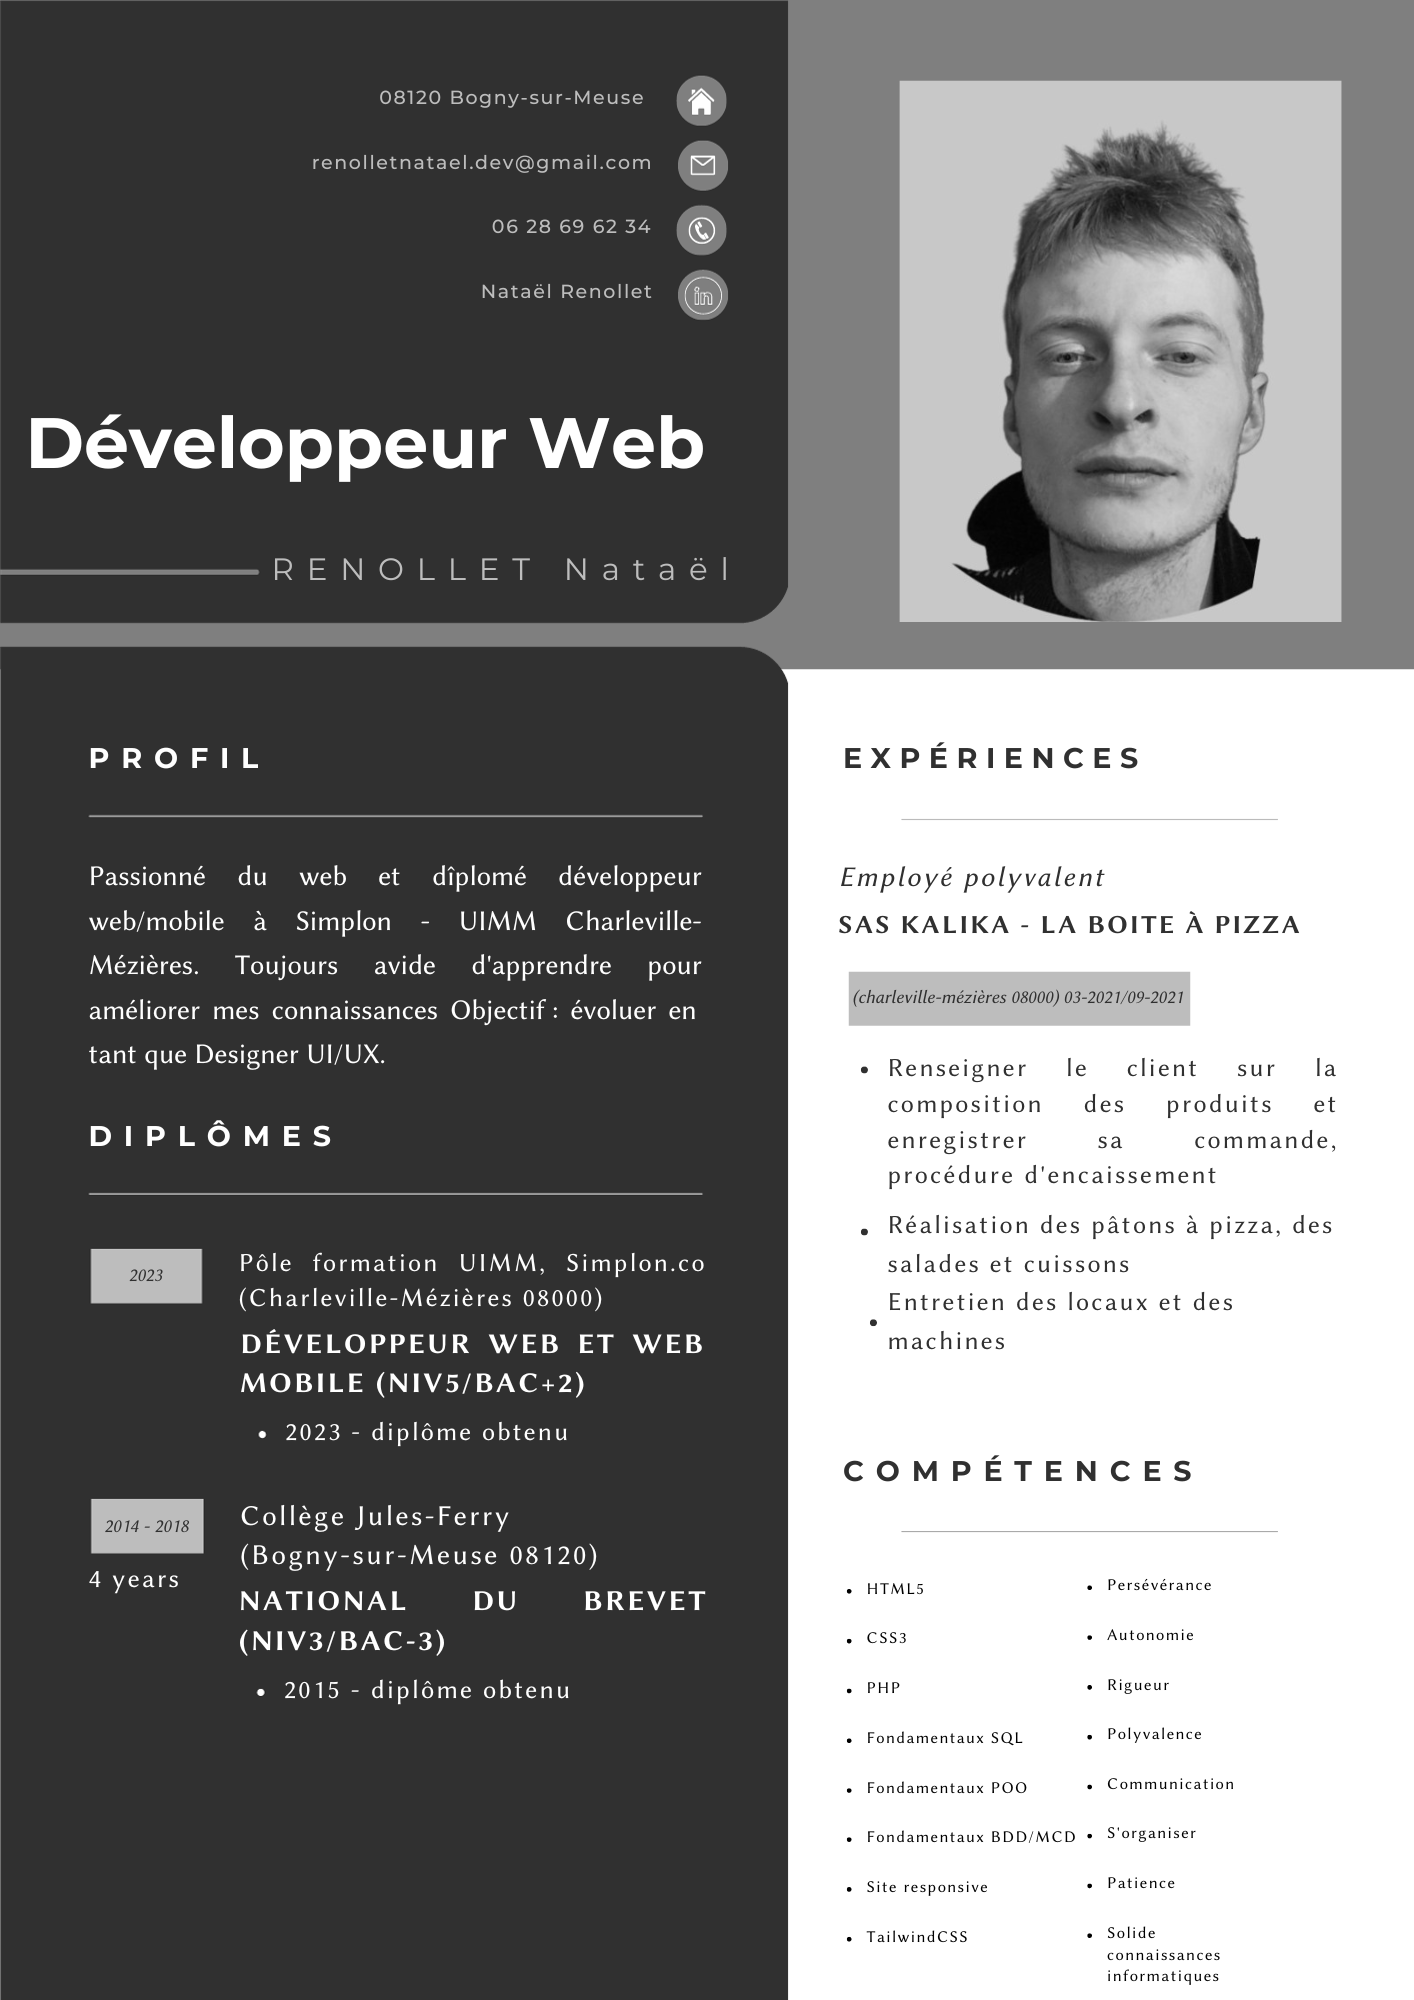 08120 Bogny-sur-Meuse
renolletnatael.dev@gmail.com
06 28 69 62 34
Nataël Renollet
in
Développeur Web
RENOLLET Nataël
PROFIL
Passionné du web et dîplomé développeur
web/mobile à Simplon - UIMM Charleville-
Mézières. Toujours avide d'apprendre pour
améliorer mes connaissances Objectif : évoluer en
tant que Designer UI/UX.
DIPLÔMES
2023
Pôle formation UIMM, Simplon.co
(Charleville-Mézières 08000)
DÉVELOPPEUR WEB ET WEB
MOBILE (NIV5/BAC+2)
• 2023 - diplôme obtenu
2014 - 2018
4 years
Collège Jules-Ferry
(Bogny-sur-Meuse 08120)
NATIONAL DU BREVET
(NIV3/BAC-3)
• 2015 - diplôme obtenu
EXPÉRIENCES
Employé polyvalent
SAS KALIKA - LA BOITE À PIZZA
(charleville-mézières 08000) 03-2021/09-2021
• Renseigner le client sur la
composition des produits et
enregistrer sa commande,
procédure d'encaissement
• Réalisation des pâtons à pizza, des
salades et cuissons
• Entretien des locaux et des
machines
COMPÉTENCES
• HTML5
• CSS3
• PHP
• Fondamentaux SQL
• Fondamentaux POO
• Fondamentaux BDD/MCD
• Site responsive
• TailwindCSS
• Persévérance
• Autonomie
• Rigueur
• Polyvalence
• Communication
• S'organiser
• Patience
• Solide
connaissances
informatiques